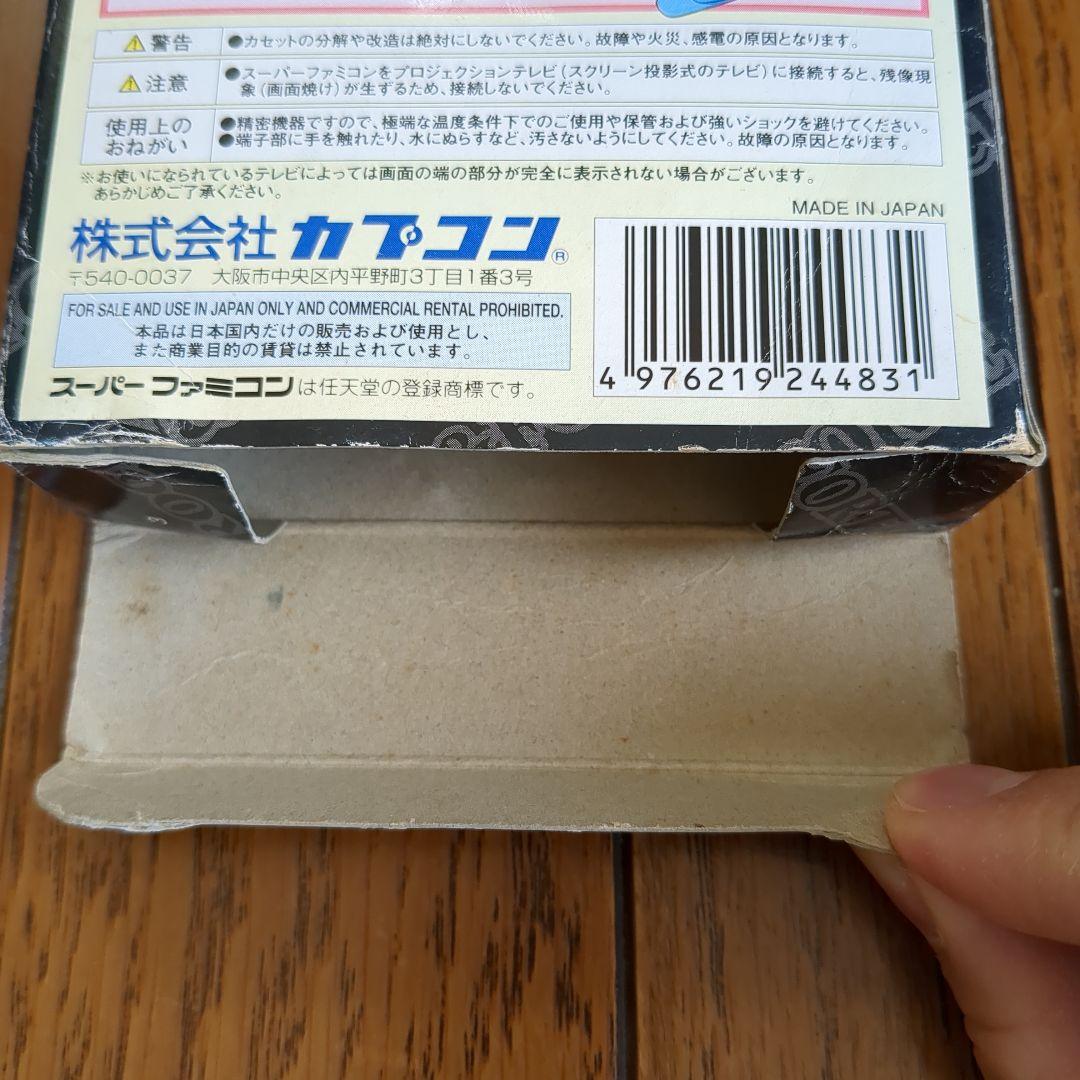 ⚠警告 ●カセットの分解や改造は絶対にしないでください。故障や火災、感電の原因となります。
⚠注意 ●スーパーファミコンをプロジェクションテレビ(スクリーン投影式のテレビ)に接続すると、残像現
象(画面焼け)が生ずるため、接続しないでください。
使用上の
おねがい
●精密機器ですので、極端な温度条件下でのご使用や保管および強いショックを避けてください。
●端子部に手を触れたり、水にぬらすなど、汚さないようにしてください。故障の原因となります。
※お使いになられているテレビによっては画面の端の部分が完全に表示されない場合がございます。
あらかじめご了承ください。
MADE IN JAPAN
株式会社 カプコン®
〒540-0037 大阪市中央区内平野町3丁目1番3号
FOR SALE AND USE IN JAPAN ONLY AND COMMERCIAL RENTAL PROHIBITED.
本品は日本国内だけの販売および使用とし、
また商業目的の賃貸は禁止されています。
4 976219 244831
スーパー ファミコンは任天堂の登録商標です。